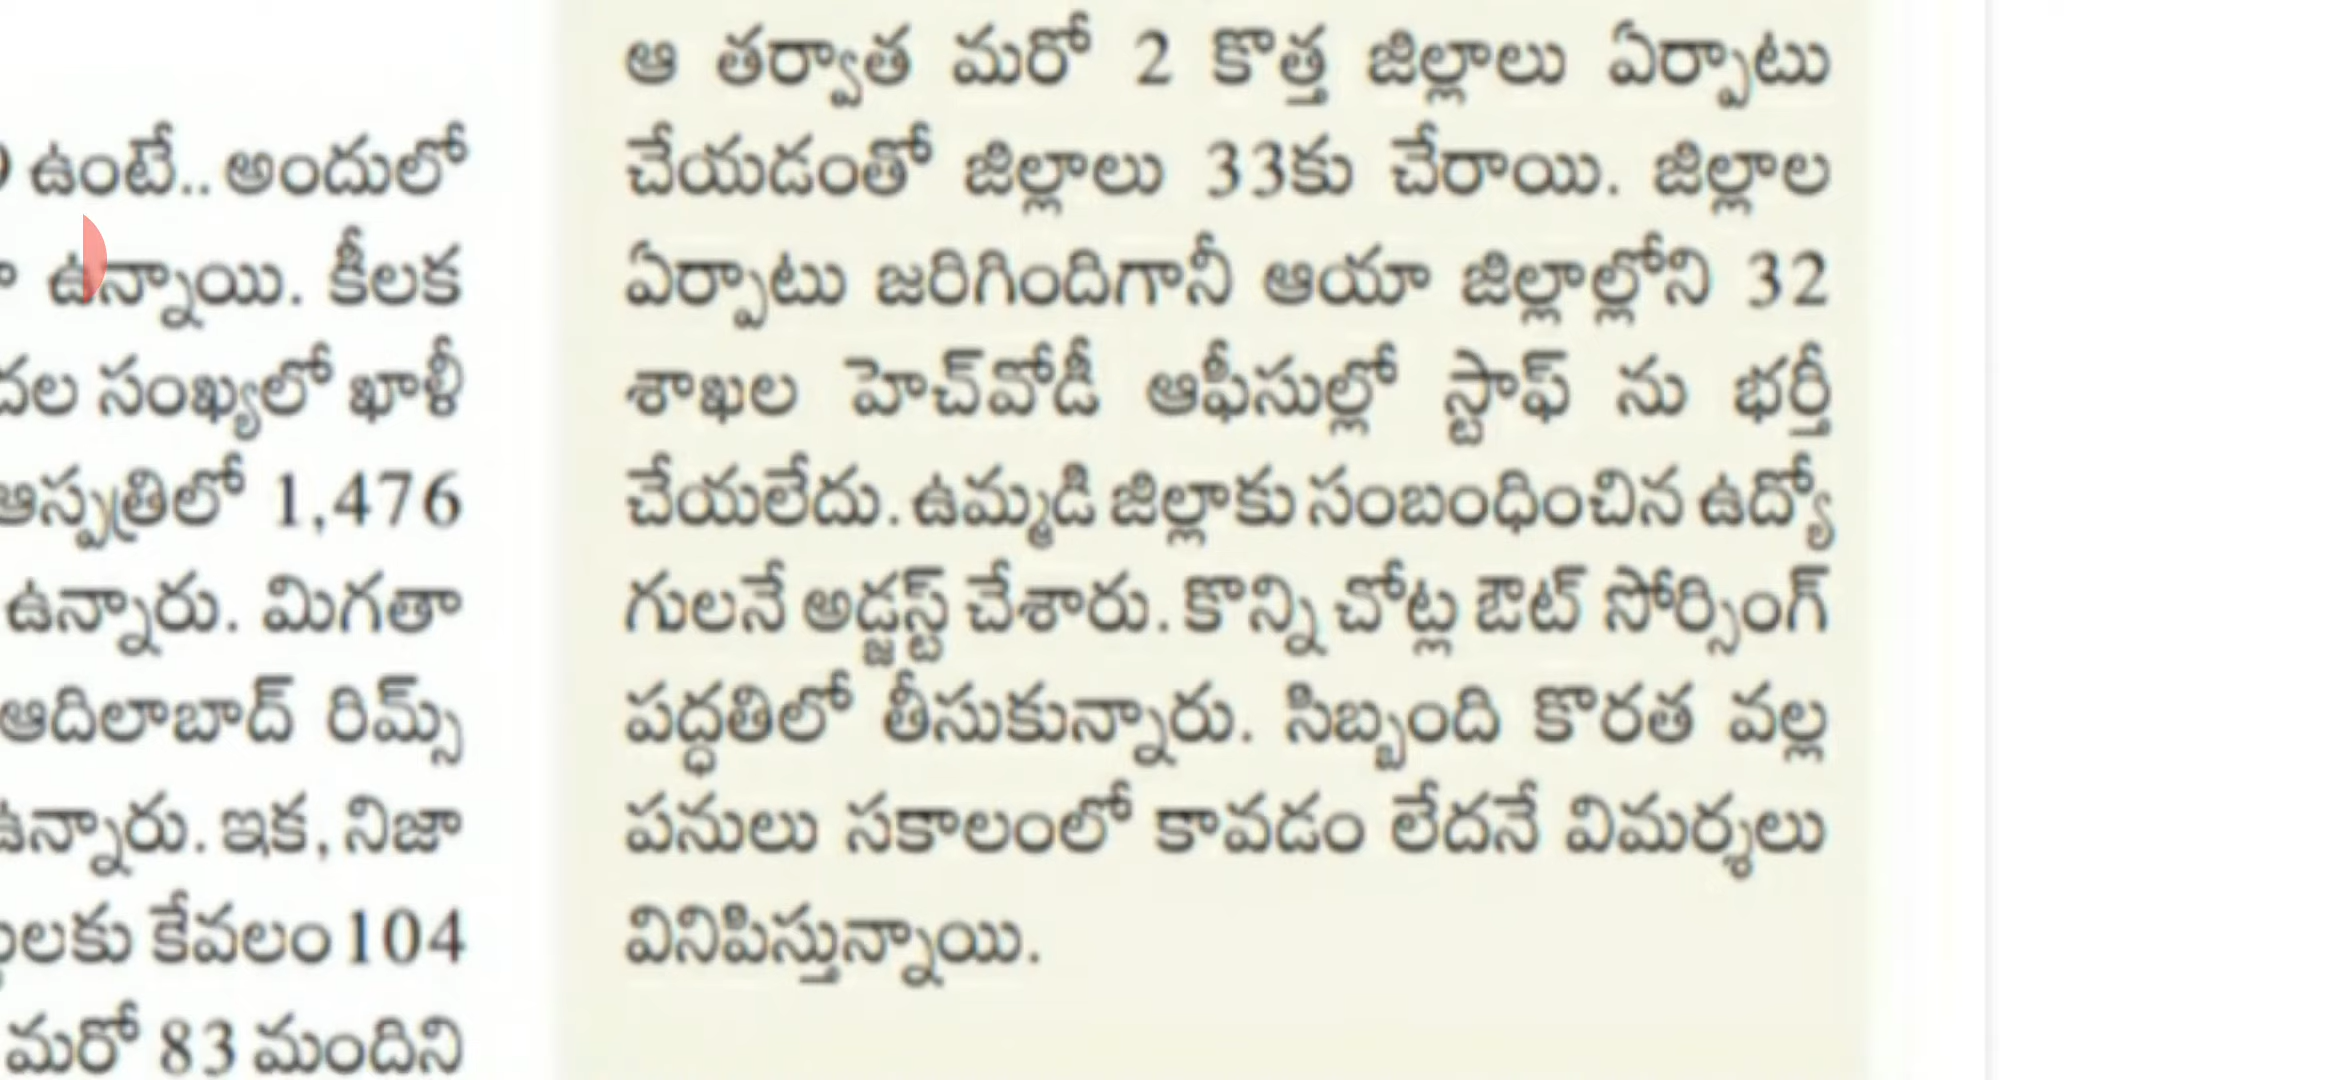 ఉంటే.. అందులో
ఉన్నాయి. కీలక
సంఖ్యలో ఖాళీ
ఆస్పత్రిలో 1,476
ఉన్నారు. మిగతా
ఆదిలాబాద్ రిమ్స్
ఉన్నారు. ఇక, నిజా
కేవలం 104
మరో 83 మందిని
ఆ తర్వాత మరో 2 కొత్త జిల్లాలు ఏర్పాటు
చేయడంతో జిల్లాలు 33కు చేరాయి. జిల్లాల
ఏర్పాటు జరిగిందిగానీ ఆయా జిల్లాల్లోని 32
శాఖల హెచ్‌వోడీ ఆఫీసుల్లో స్టాఫ్ ను భర్తీ
చేయలేదు. ఉమ్మడి జిల్లాకు సంబంధించిన ఉద్యో
గులనే అడ్జస్ట్ చేశారు. కొన్ని చోట్ల ఔట్ సోర్సింగ్
పద్ధతిలో తీసుకున్నారు. సిబ్బంది కొరత వల్ల
పనులు సకాలంలో కావడం లేదనే విమర్శలు
వినిపిస్తున్నాయి.